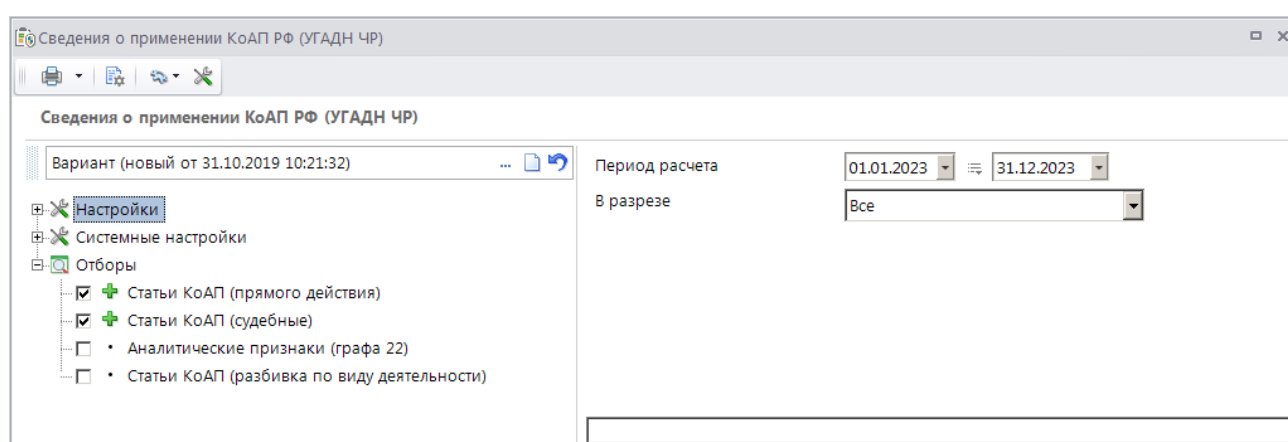 Сведения о применении КоАП РФ (УГАДН ЧР)
Сведения о применении КоАП РФ (УГАДН ЧР)
Вариант (новый от 31.10.2019 10:21:32) ...
Период расчета 01.01.2023 31.12.2023
В разрезе Все
Настройки
Системные настройки
Отборы
Статьи КоАП (прямого действия)
Статьи КоАП (судебные)
Аналитические признаки (графа 22)
Статьи КоАП (разбивка по виду деятельности)